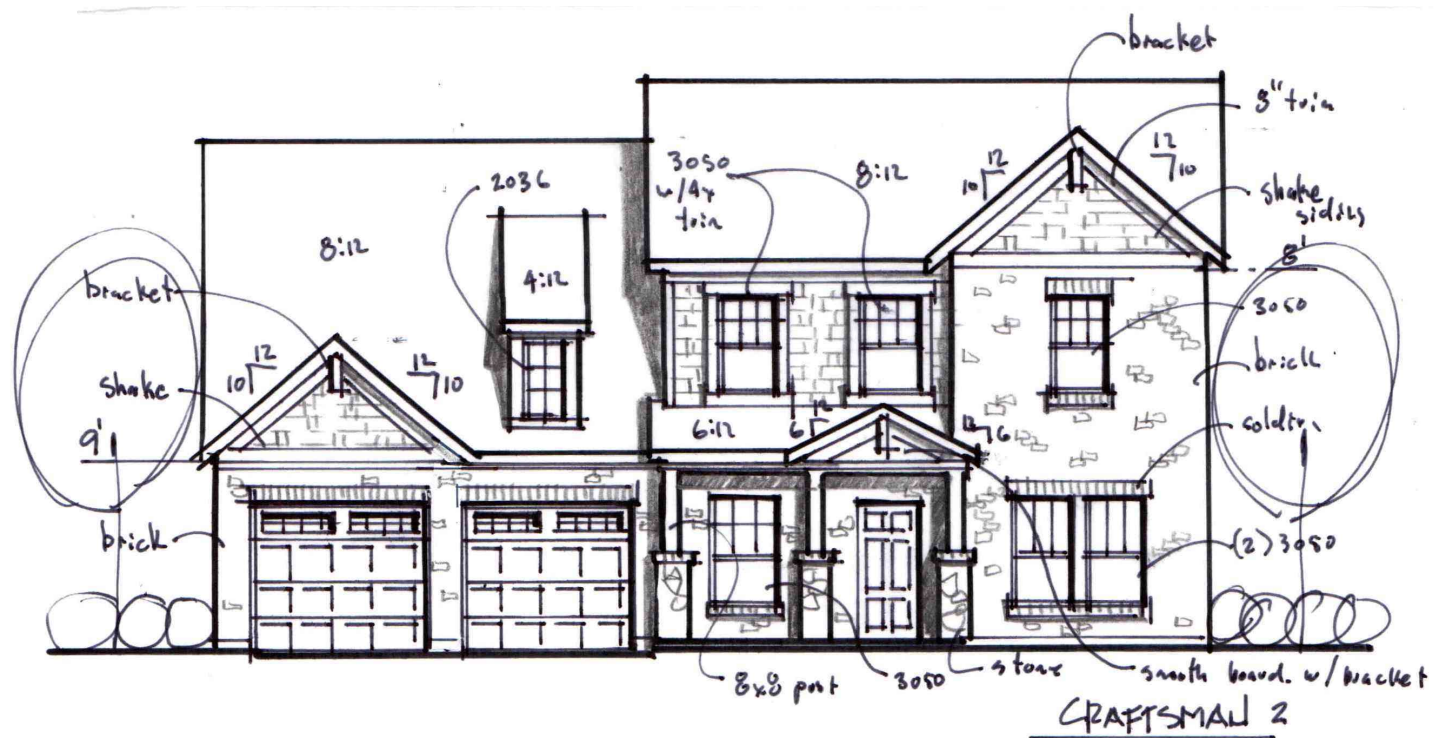 bracket
8" trim
12
10
12
10
3050
w/4x
trim
8:12
2036
shake
siding
8'
8:12
4:12
bracket
3050
12
10
12
10
brick
shake
6:12
6
12
12
6
soldier
9'
brick
(2) 3050
8x8 post
3050
stone
smooth board. w/ bracket
CRAFTSMAN 2